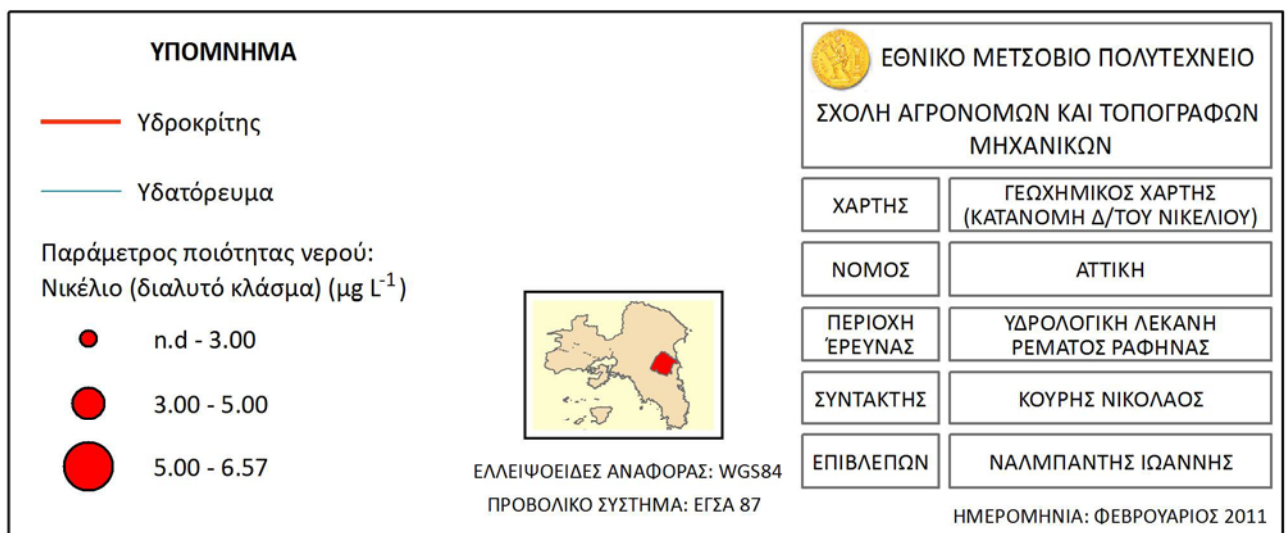 ΥΠΟΜΝΗΜΑ
Υδροκρίτης
Υδατόρευμα
Παράμετρος ποιότητας νερού:
Νικέλιο (διαλυτό κλάσμα) (μg L⁻¹)
n.d - 3.00
3.00 - 5.00
5.00 - 6.57
ΕΛΛΕΙΨΟΕΙΔΕΣ ΑΝΑΦΟΡΑΣ: WGS84
ΠΡΟΒΟΛΙΚΟ ΣΥΣΤΗΜΑ: ΕΓΣΑ 87
ΕΘΝΙΚΟ ΜΕΤΣΟΒΙΟ ΠΟΛΥΤΕΧΝΕΙΟ
ΣΧΟΛΗ ΑΓΡΟΝΟΜΩΝ ΚΑΙ ΤΟΠΟΓΡΑΦΩΝ
ΜΗΧΑΝΙΚΩΝ
ΧΑΡΤΗΣ
ΓΕΩΧΗΜΙΚΟΣ ΧΑΡΤΗΣ
(ΚΑΤΑΝΟΜΗ Δ/ΤΟΥ ΝΙΚΕΛΙΟΥ)
ΝΟΜΟΣ
ΑΤΤΙΚΗ
ΠΕΡΙΟΧΗ
ΈΡΕΥΝΑΣ
ΥΔΡΟΛΟΓΙΚΗ ΛΕΚΑΝΗ
ΡΕΜΑΤΟΣ ΡΑΦΗΝΑΣ
ΣΥΝΤΑΚΤΗΣ
ΚΟΥΡΗΣ ΝΙΚΟΛΑΟΣ
ΕΠΙΒΛΕΠΩΝ
ΝΑΛΜΠΑΝΤΗΣ ΙΩΑΝΝΗΣ
ΗΜΕΡΟΜΗΝΙΑ: ΦΕΒΡΟΥΑΡΙΟΣ 2011